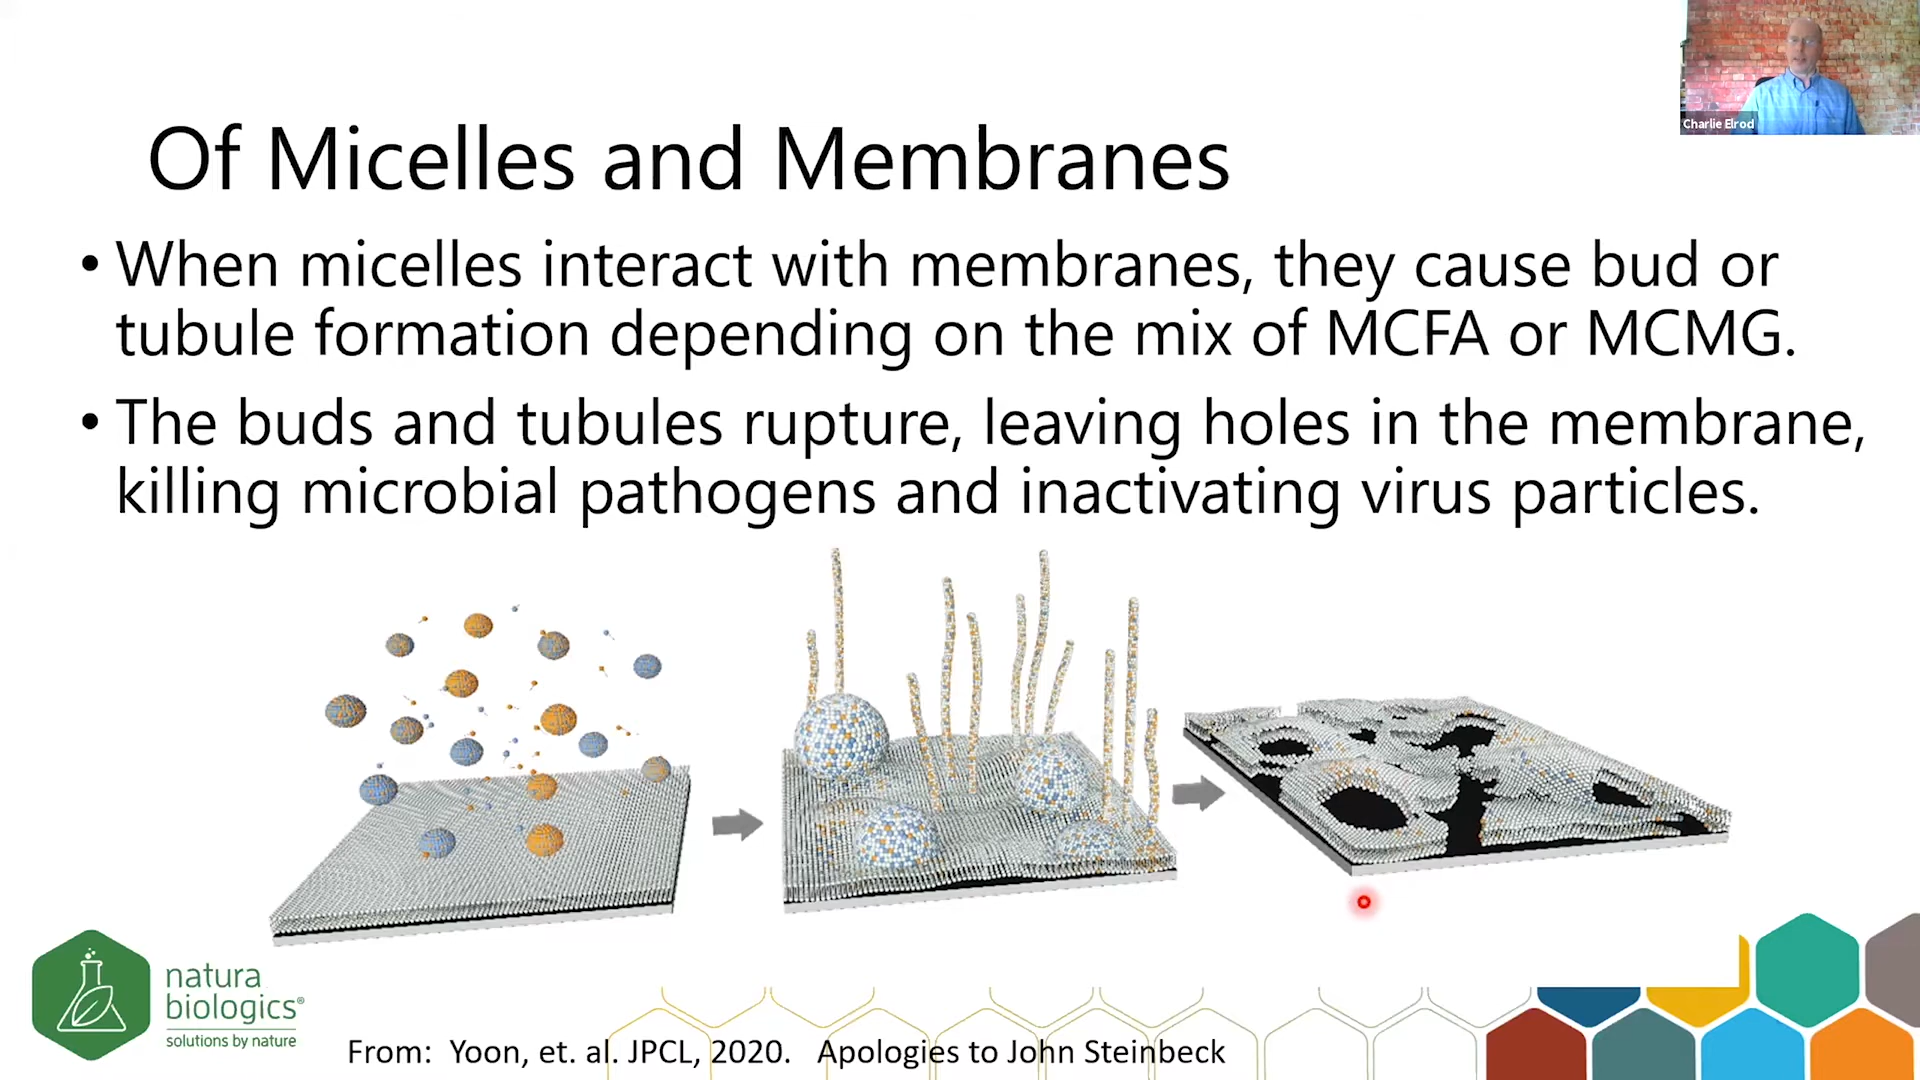 Charlie Elrod
Of Micelles and Membranes
• When micelles interact with membranes, they cause bud or
tubule formation depending on the mix of MCFA or MCMG.
• The buds and tubules rupture, leaving holes in the membrane,
killing microbial pathogens and inactivating virus particles.
natura
biologics®
solutions by nature
From: Yoon, et. al. JPCL, 2020. Apologies to John Steinbeck